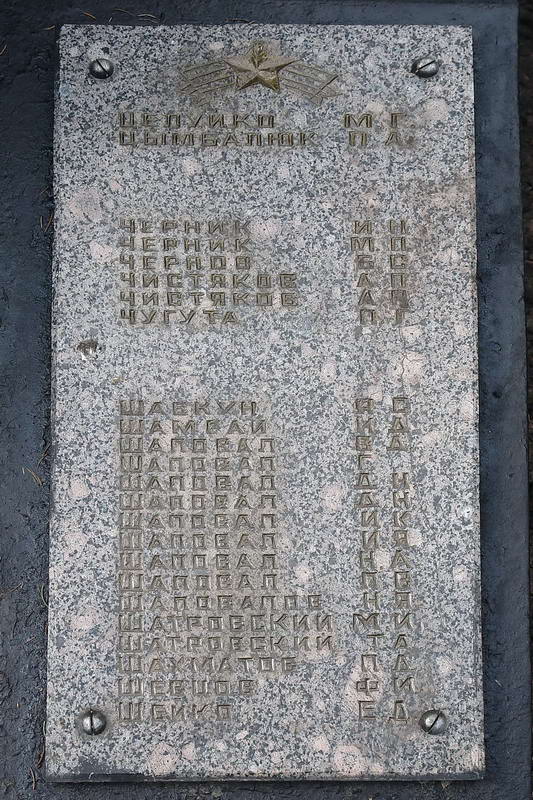 ЦЕПУЙКО М. Г.
ЦЫМБАЛЮК П. А.
ЧЕРНИК И Н
ЧЕРНИК М П
ЧЕРНОВ Б С
ЧИСТЯКОВ А П
ЧИСТЯКОВ А П
ЧУГУТА П Г
ШАВКУН Я С
ШАМРАЙ И Д
ШАПОВАЛ В Д
ШАПОВАЛ Г
ШАПОВАЛ Д Н
ШАПОВАЛ Д Н
ШАПОВАЛ И К
ШАПОВАЛ И Я
ШАПОВАЛ Н А
ШАПОВАЛ П В
ШАПОВАЛОВ Н Я
ШАТРОВСКИЙ М И
ШАТРОВСКИЙ Т А
ШАХМАТОВ П Д
ШЕВЦОВ Ф И
ШЕЙКО Е Д